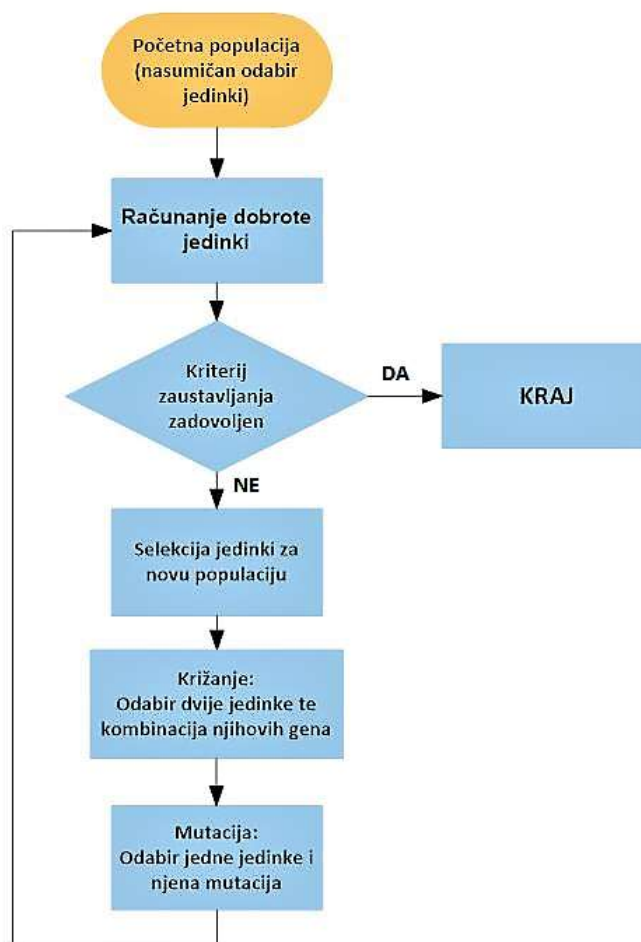 Početna populacija
(nasumičan odabir
jedinki)
Računanje dobrote
jedinki
Kriterij
zaustavljanja
zadovoljen
DA
KRAJ
NE
Selekcija jedinki za
novu populaciju
Križanje:
Odabir dvije jedinke te
kombinacija njihovih gena
Mutacija:
Odabir jedne jedinke i
njena mutacija